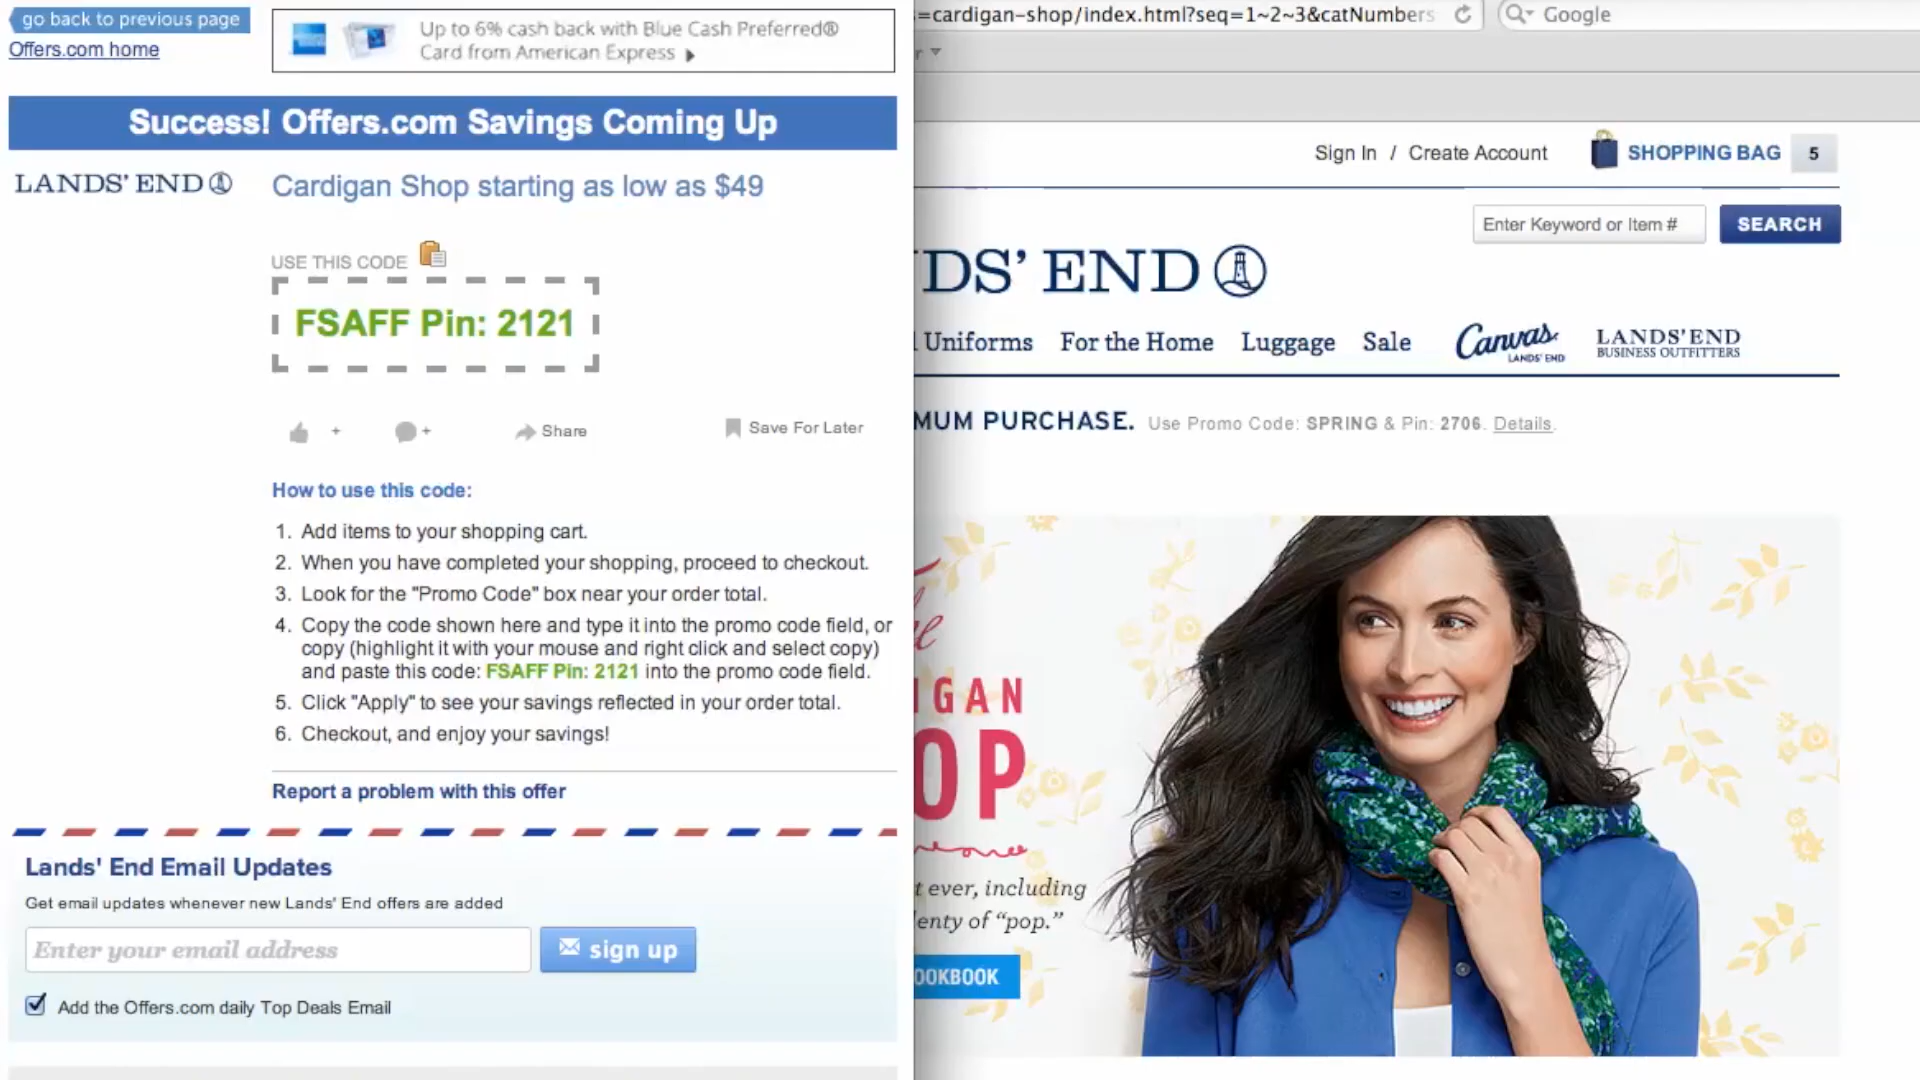 go back to previous page
Offers.com home
Up to 6% cash back with Blue Cash Preferred®
Card from American Express ▶
Success! Offers.com Savings Coming Up
LANDS' END
Cardigan Shop starting as low as $49
USE THIS CODE
FSAFF Pin: 2121
+
+
Share
Save For Later
How to use this code:
1. Add items to your shopping cart.
2. When you have completed your shopping, proceed to checkout.
3. Look for the "Promo Code" box near your order total.
4. Copy the code shown here and type it into the promo code field, or
copy (highlight it with your mouse and right click and select copy)
and paste this code: FSAFF Pin: 2121 into the promo code field.
5. Click "Apply" to see your savings reflected in your order total.
6. Checkout, and enjoy your savings!
Report a problem with this offer
Lands' End Email Updates
Get email updates whenever new Lands' End offers are added
Enter your email address
sign up
Add the Offers.com daily Top Deals Email
=cardigan-shop/index.html?seq=1~2~3&catNumbers
Google
Sign In / Create Account
SHOPPING BAG 5
Enter Keyword or Item #
SEARCH
DS' END
Uniforms
For the Home
Luggage
Sale
Canvas
LANDS' END
LANDS' END
BUSINESS OUTFITTERS
MUM PURCHASE. Use Promo Code: SPRING & Pin: 2706. Details.
IGAN
OP
t ever, including
enty of “pop.”
OOKBOOK